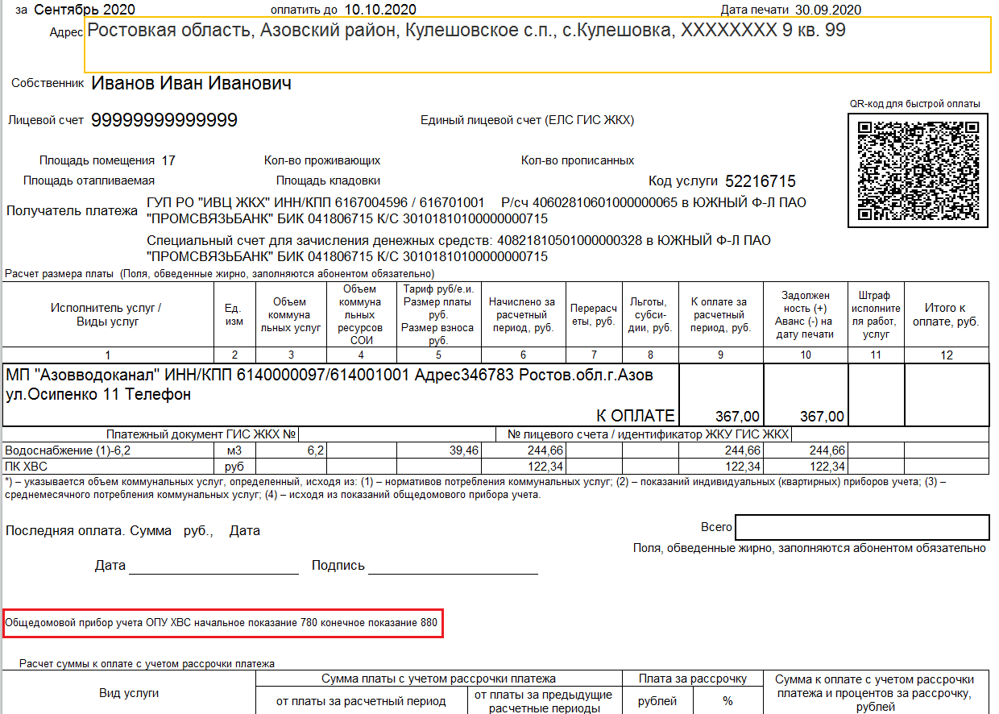 за Сентябрь 2020 оплатить до 10.10.2020 Дата печати 30.09.2020
Адрес Ростовкая область, Азовский район, Кулешовское с.п., с.Кулешовка, XXXXXXXX 9 кв. 99
Собственник Иванов Иван Иванович
QR-код для быстрой оплаты
Лицевой счет 99999999999999 Единый лицевой счет (ЕЛС ГИС ЖКХ)
Площадь помещения 17 Кол-во проживающих Кол-во прописанных
Площадь отапливаемая Площадь кладовки Код услуги 52216715
Получатель платежа ГУП РО "ИВЦ ЖКХ" ИНН/КПП 6167004596 / 616701001 Р/сч 40602810601000000065 в ЮЖНЫЙ Ф-Л ПАО
"ПРОМСВЯЗЬБАНК" БИК 041806715 К/С 30101810100000000715
Специальный счет для зачисления денежных средств: 40821810501000000328 в ЮЖНЫЙ Ф-Л ПАО
"ПРОМСВЯЗЬБАНК" БИК 041806715 К/С 30101810100000000715
Расчет размера платы (Поля, обведенные жирно, заполняются абонентом обязательно)
Исполнитель услуг /
Виды услуг
Ед.
изм
Объем
коммуна
льных услуг
Объем
коммуна
льных
ресурсов
СОИ
Тариф руб/е.и.
Размер платы
руб.
Размер взноса
руб.
Начислено за
расчетный
период, руб.
Перерасч
еты, руб.
Льготы,
субси-
дии, руб.
К оплате за
расчетный
период, руб.
Задолжен
ность (+)
Аванс (-) на
дату печати
Штраф
исполните
ля работ,
услуг
Итого к
оплате, руб.
1 2 3 4 5 6 7 8 9 10 11 12
МП "Азовводоканал" ИНН/КПП 6140000097/614001001 Адрес346783 Ростов.обл.г.Азов
ул.Осипенко 11 Телефон
К ОПЛАТЕ 367,00 367,00
Платежный документ ГИС ЖКХ № № лицевого счета / идентификатор ЖКУ ГИС ЖКХ
Водоснабжение (1)-6,2 м3 6,2 39,46 244,66 244,66 244,66
ПК ХВС руб 122,34 122,34 122,34
*) – указывается объем коммунальных услуг, определенный, исходя из: (1) – нормативов потребления коммунальных услуг; (2) – показаний индивидуальных (квартирных) приборов учета; (3) –
среднемесячного потребления коммунальных услуг; (4) – исходя из показаний общедомового прибора учета.
Последняя оплата. Сумма руб., Дата Всего
Поля, обведенные жирно, заполняются абонентом обязательно
Дата Подпись
Общедомовой прибор учета ОПУ ХВС начальное показание 780 конечное показание 880
Расчет суммы к оплате с учетом рассрочки платежа
Вид услуги
Сумма платы с учетом рассрочки платежа
от платы за расчетный период
от платы за предыдущие
расчетные периоды
Плата за рассрочку
рублей %
Сумма к оплате с учетом рассрочки
платежа и процентов за рассрочку,
рублей